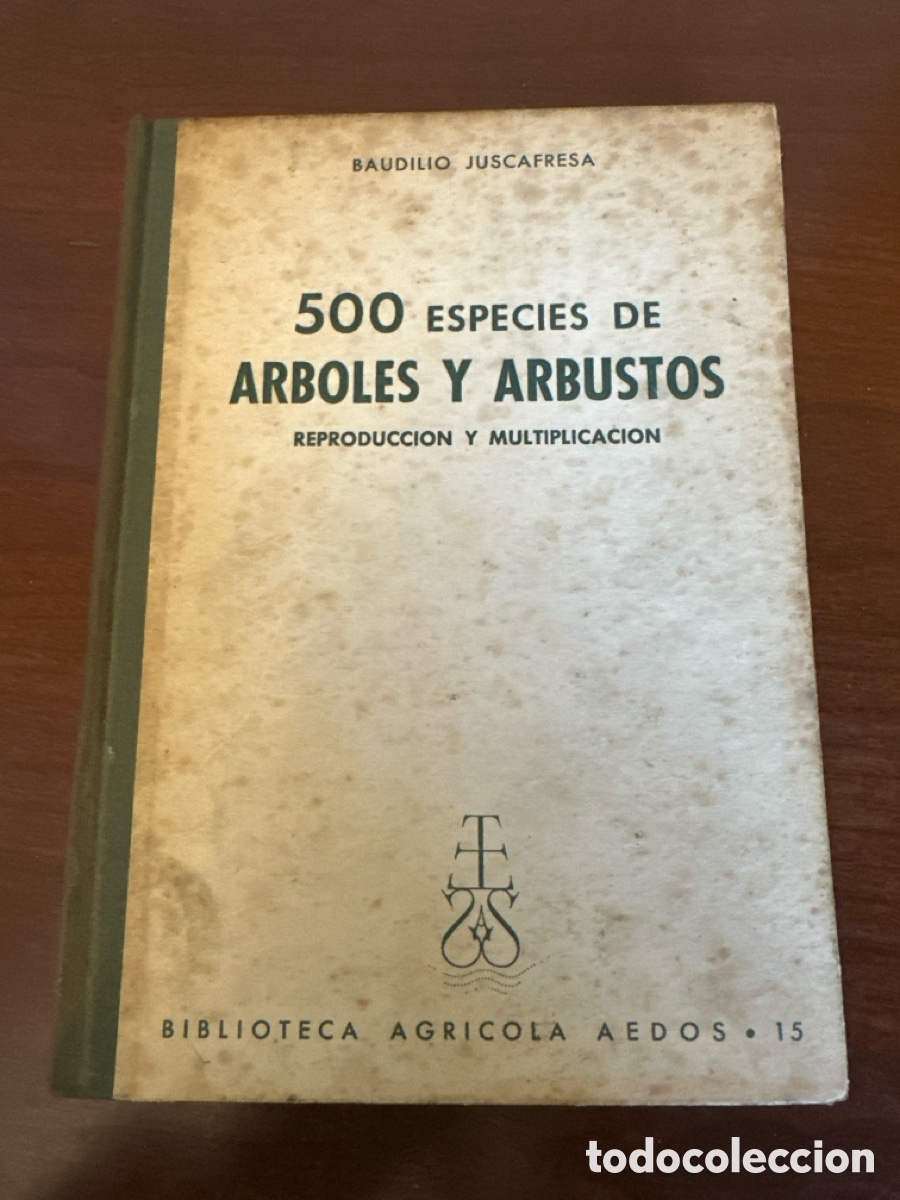 BAUDILIO JUSCAFRESA
500 ESPECIES DE
ARBOLES Y ARBUSTOS
REPRODUCCION Y MULTIPLICACION
BIBLIOTECA AGRICOLA AEDOS • 15
todocoleccion